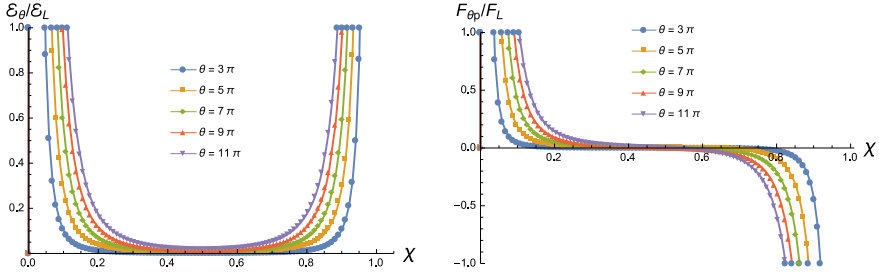 ℰθ/ℰL
1.0
0.8
0.6
0.4
0.2
0.0
0.2
0.4
0.6
0.8
1.0
χ
θ = 3 π
θ = 5 π
θ = 7 π
θ = 9 π
θ = 11 π
Fθp/FL
1.0
0.5
0.0
-0.5
-1.0
0.2
0.4
0.6
0.8
1.0
χ
θ = 3 π
θ = 5 π
θ = 7 π
θ = 9 π
θ = 11 π